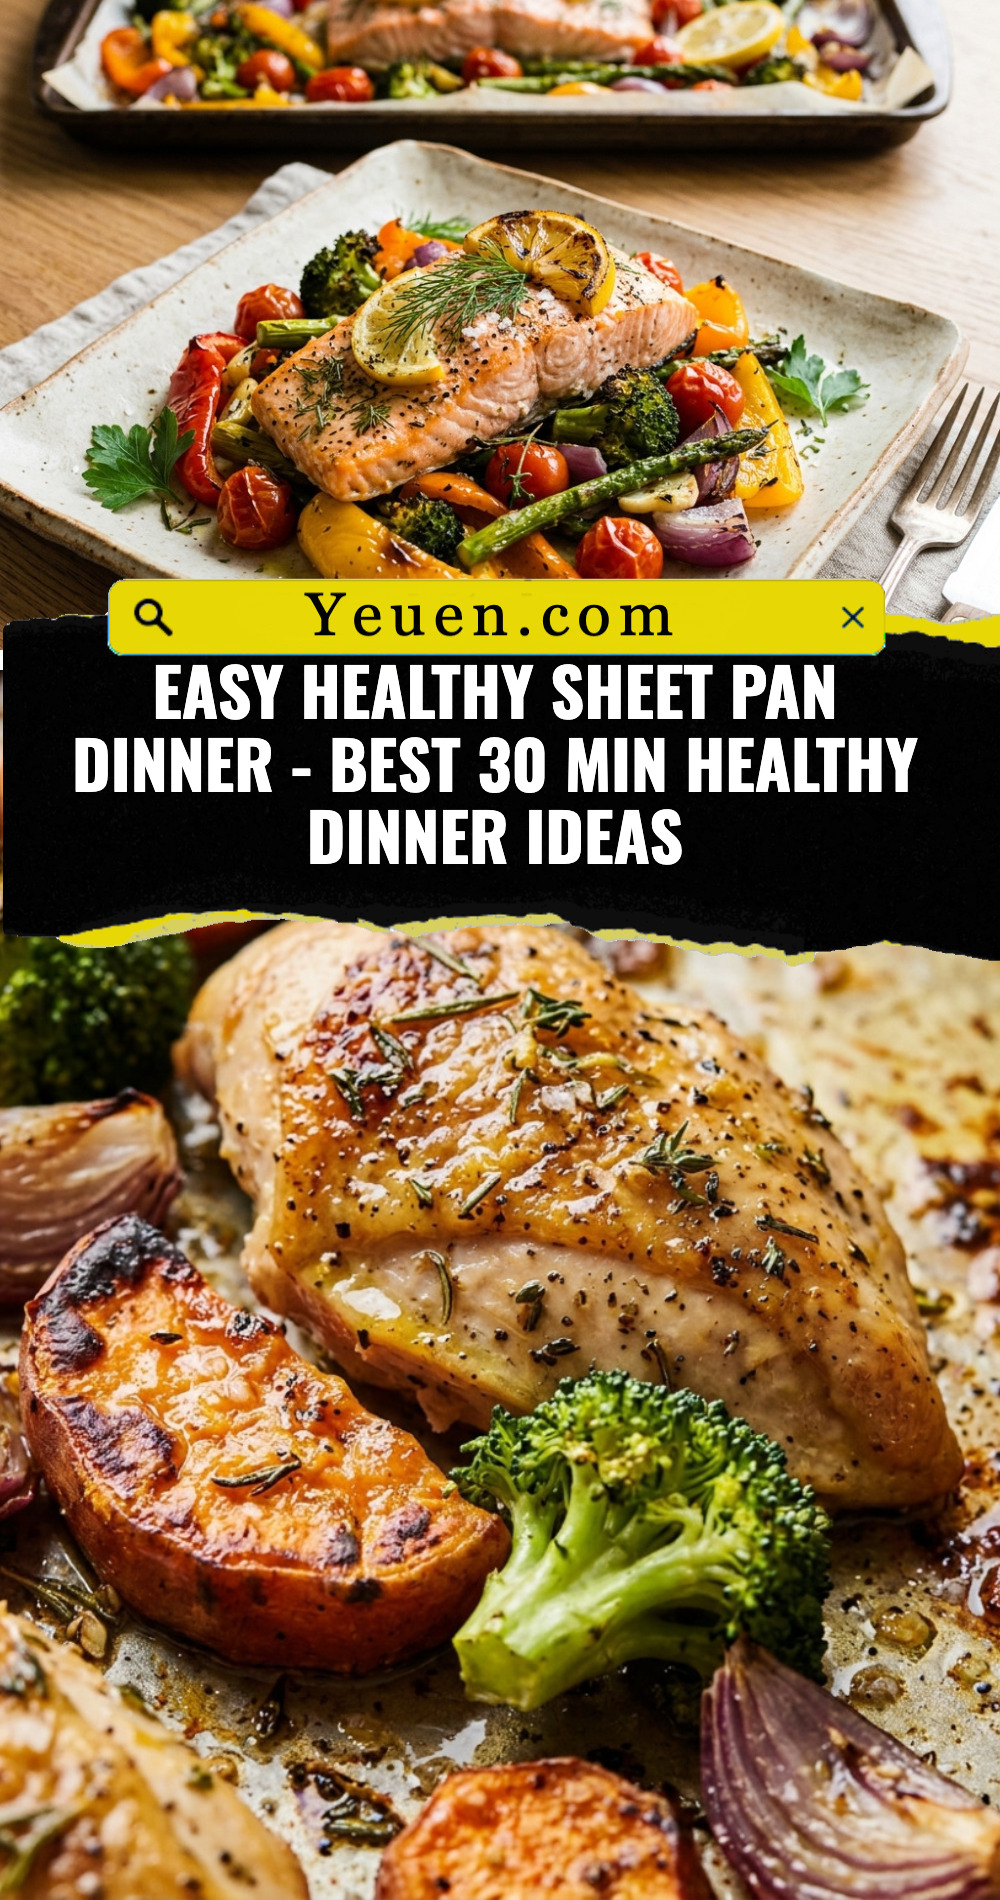 Yeuen.com
EASY HEALTHY SHEET PAN
DINNER - BEST 30 MIN HEALTHY
DINNER IDEAS